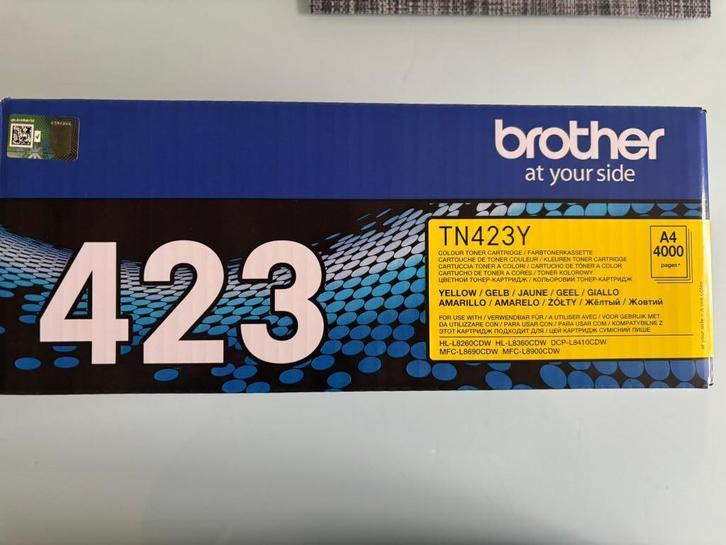 brother
at your side
423
TN423Y
COLOUR TONER CARTRIDGE / FARBTONERKASSETTE
CARTOUCHE DE TONER COULEUR / KLEUREN TONER CARTRIDGE
CARTUCCIA TONER A COLORI / CARTUCHO DE TÓNER A COLOR
CARTUCHO DE TONER A CORES / TONER KOLOROWY
ЦВЕТНОЙ ТОНЕР-КАРТРИДЖ / КОЛЬОРОВИЙ ТОНЕР-КАРТРИДЖ
A4
4000
pages*
YELLOW / GELB / JAUNE / GEEL / GIALLO
AMARILLO / AMARELO / ŻÓŁTY / Жёлтый / Жовтий
FOR USE WITH / VERWENDBAR FÜR / A UTILISER AVEC / VOOR GEBRUIK MET
DA UTILIZZARE CON / PARA USAR CON / PARA USAR COM / KOMPATYBILNE Z
ЭТОТ КАРТРИДЖ ПОДХОДИТ ДЛЯ / ЦЕЙ КАРТРИДЖ СУМІСНИЙ ЛИШЕ
HL-L8260CDW HL-L8360CDW DCP-L8410CDW
MFC-L8690CDW MFC-L8900CDW